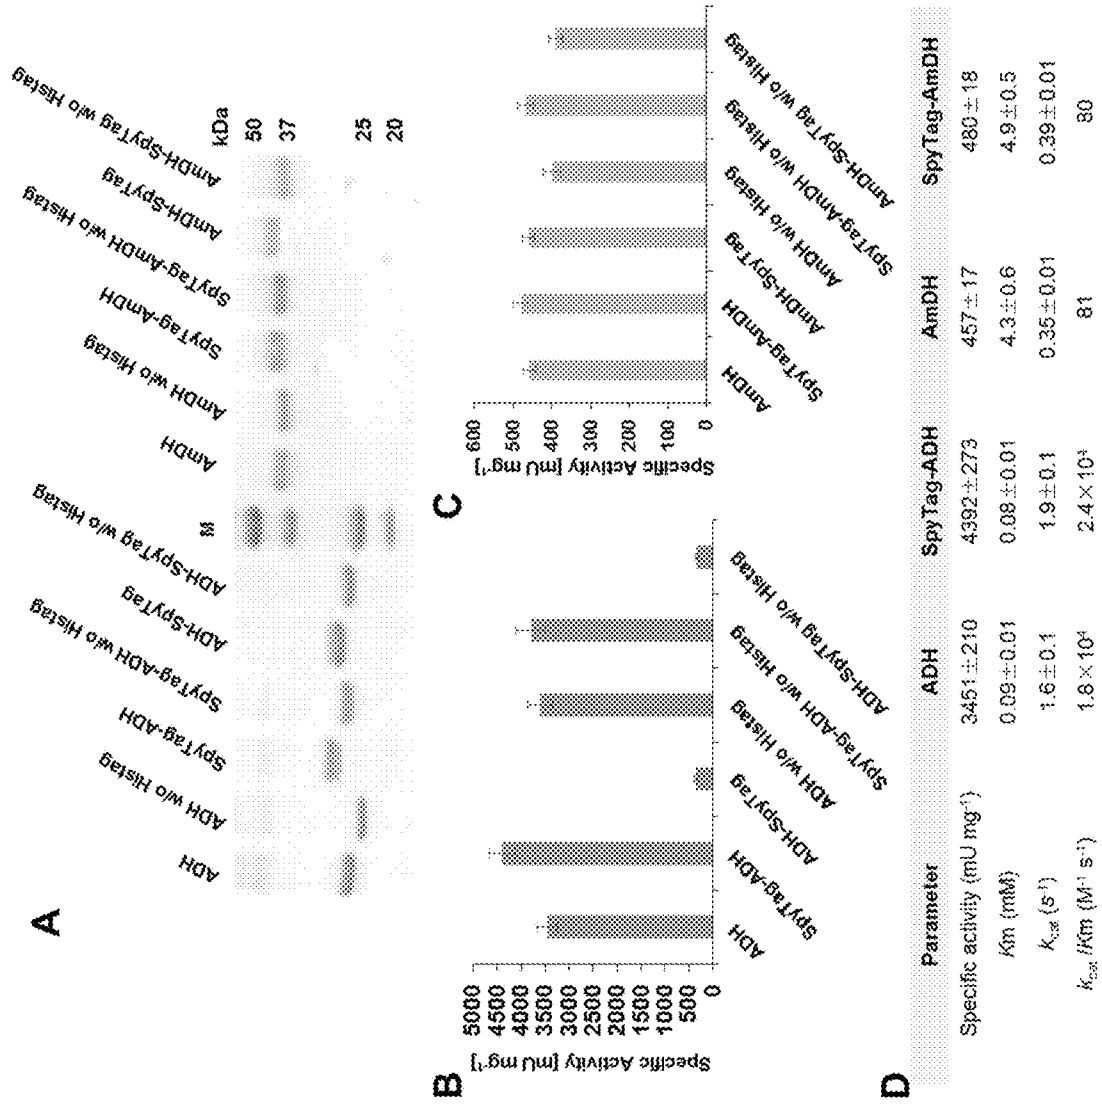 A
ADH
ADH w/o Histag
SpyTag-ADH
SpyTag-ADH w/o Histag
ADH-SpyTag
ADH-SpyTag w/o Histag
M
AmDH
AmDH w/o Histag
SpyTag-AmDH
SpyTag-AmDH w/o Histag
AmDH-SpyTag
AmDH-SpyTag w/o Histag
kDa
50
37
25
20
B
Specific Activity [mU mg⁻¹]
5000
4500
4000
3500
3000
2500
2000
1500
1000
500
0
ADH
SpyTag-ADH
ADH-SpyTag
ADH w/o Histag
SpyTag-ADH w/o Histag
ADH-SpyTag w/o Histag
C
Specific Activity [mU mg⁻¹]
600
500
400
300
200
100
0
AmDH
SpyTag-AmDH
AmDH-SpyTag
AmDH w/o Histag
SpyTag-AmDH w/o Histag
AmDH-SpyTag w/o Histag
D
Parameter ADH SpyTag-ADH AmDH SpyTag-AmDH
Specific activity (mU mg⁻¹) 3451±210 4392±273 457±17 480±18
Km (mM) 0.09±0.01 0.08±0.01 4.3±0.6 4.9±0.5
kcat (s⁻¹) 1.6±0.1 1.9±0.1 0.35±0.01 0.39±0.01
kcat /Km (M⁻¹ s⁻¹) 1.8×10⁴ 2.4×10⁴ 81 80